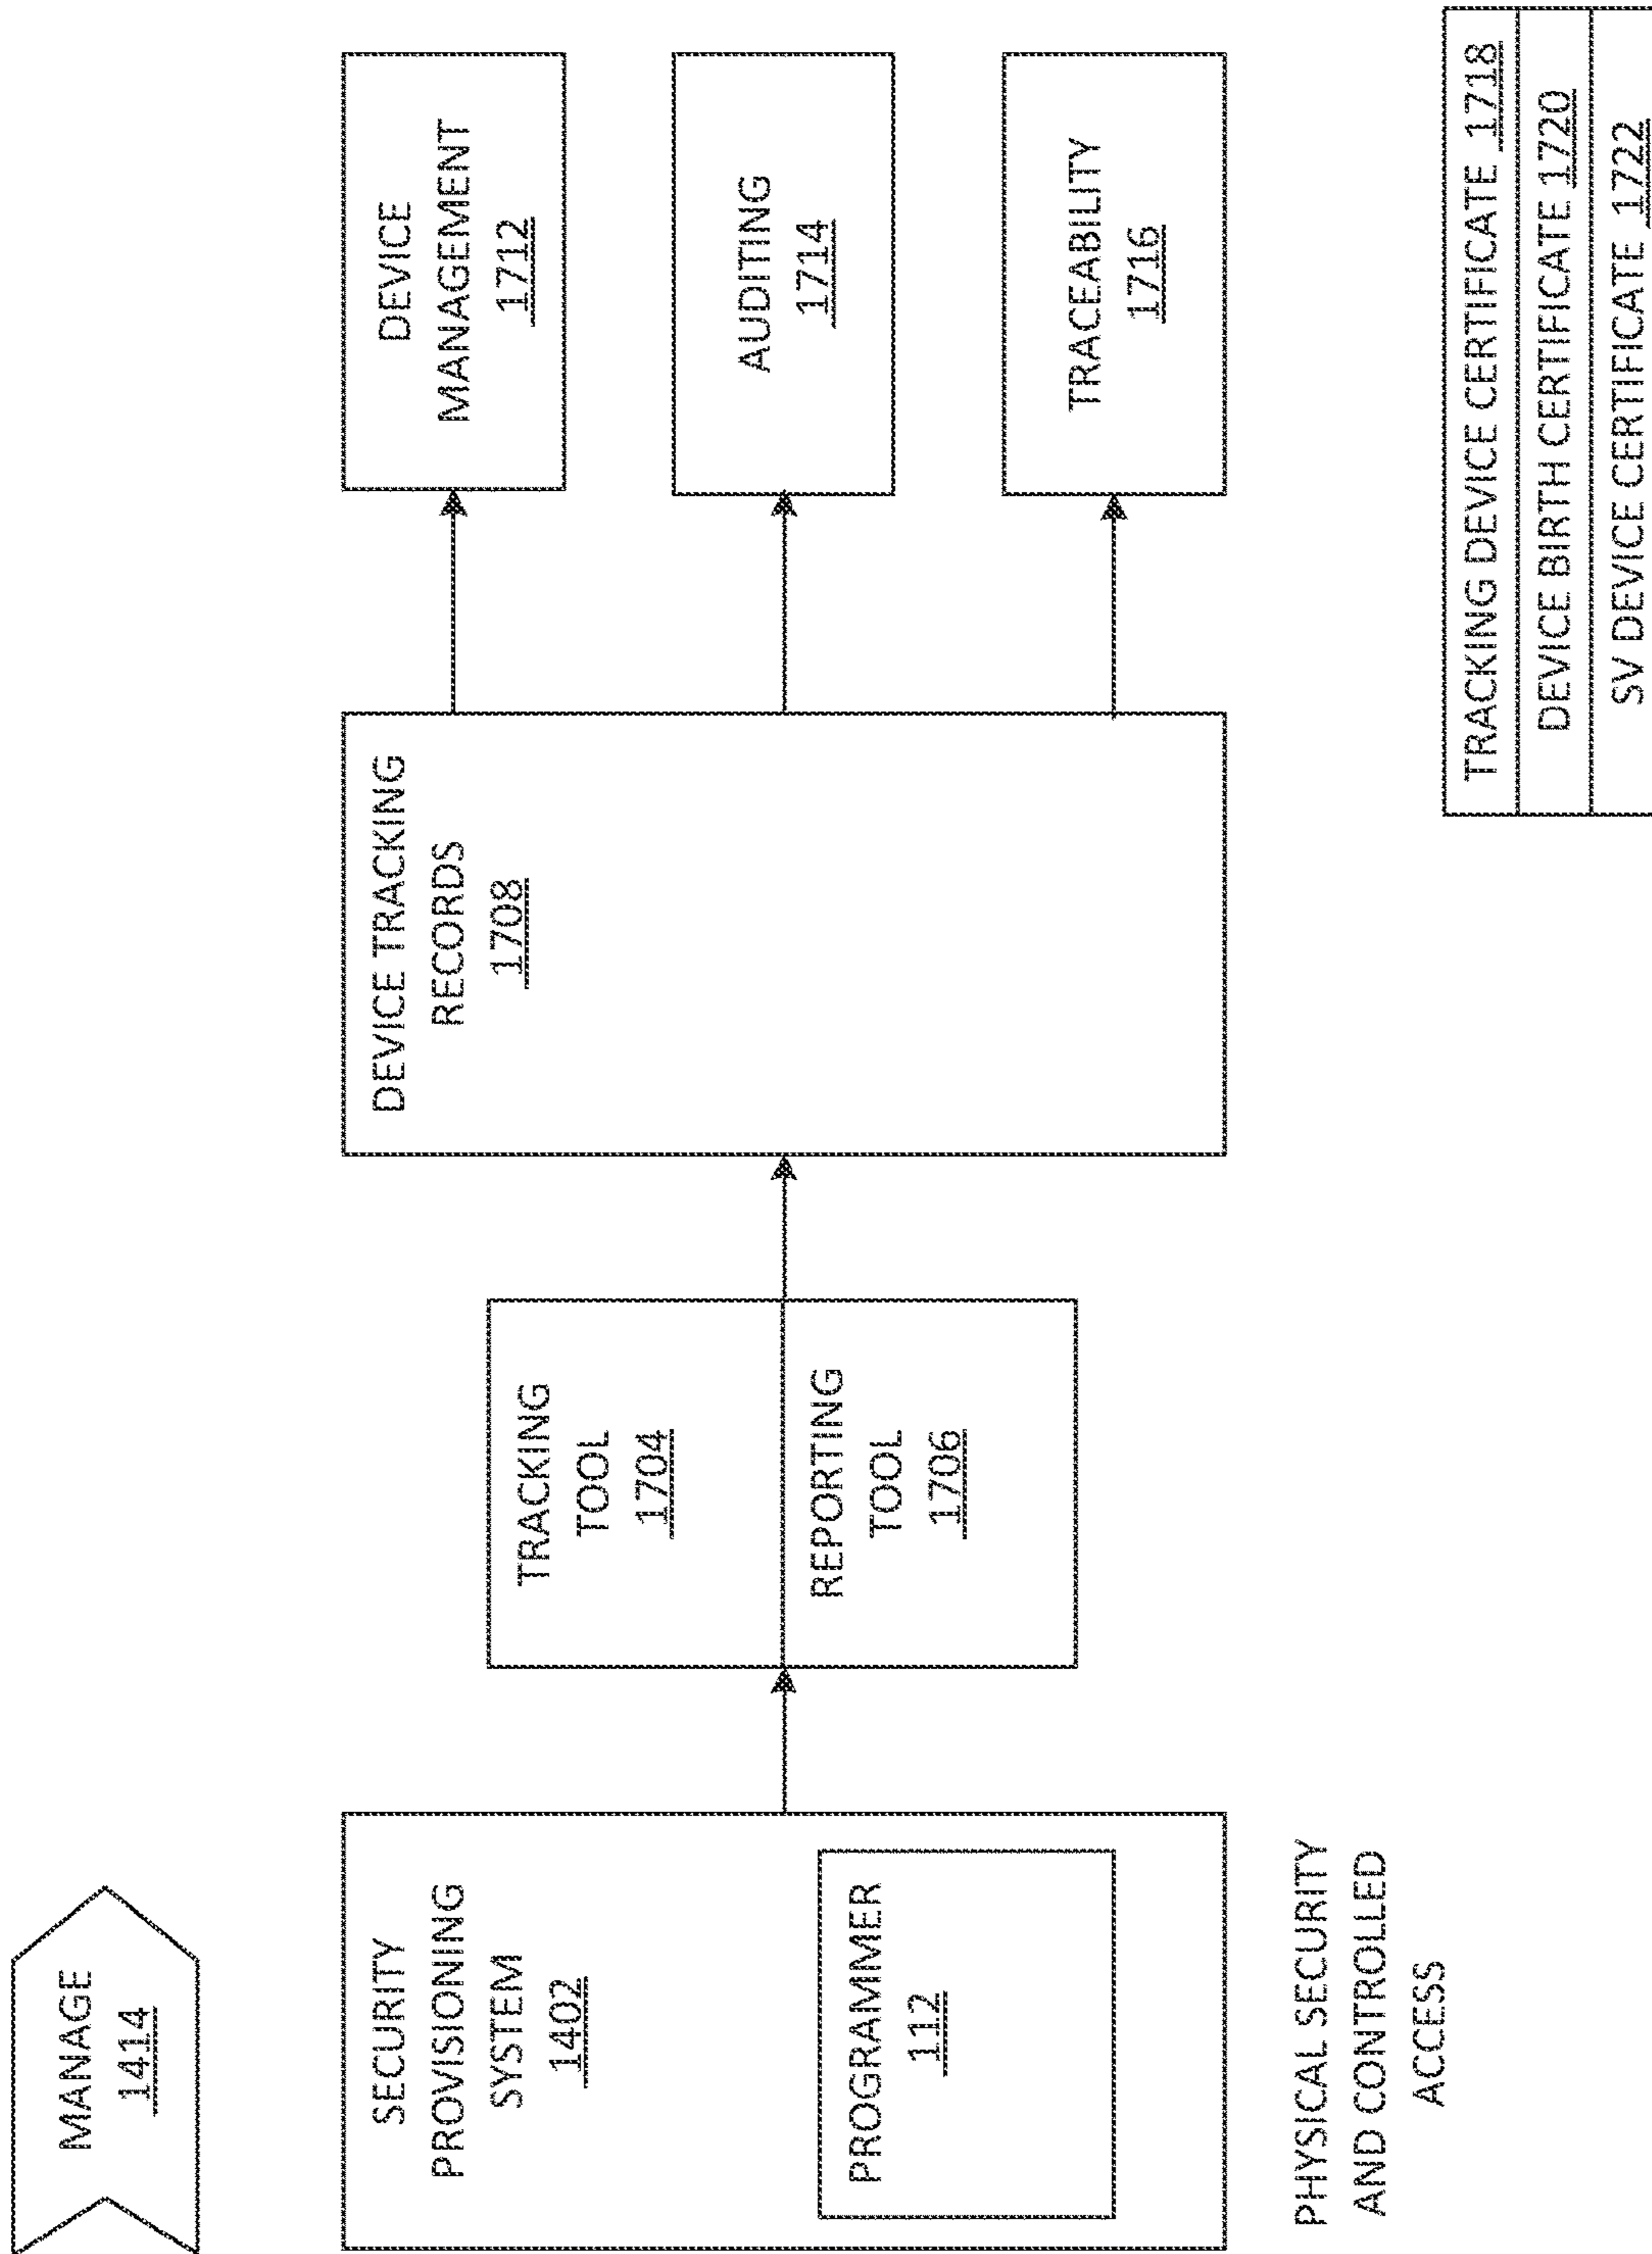 MANAGE
1414
SECURITY
PROVISIONING
SYSTEM
1402
PROGRAMMER
112
PHYSICAL SECURITY
AND CONTROLLED
ACCESS
TRACKING
TOOL
1704
REPORTING
TOOL
1706
DEVICE TRACKING
RECORDS
1708
DEVICE
MANAGEMENT
1712
AUDITING
1714
TRACEABILITY
1716
TRACKING DEVICE CERTIFICATE 1718
DEVICE BIRTH CERTIFICATE 1720
SV DEVICE CERTIFICATE 1722